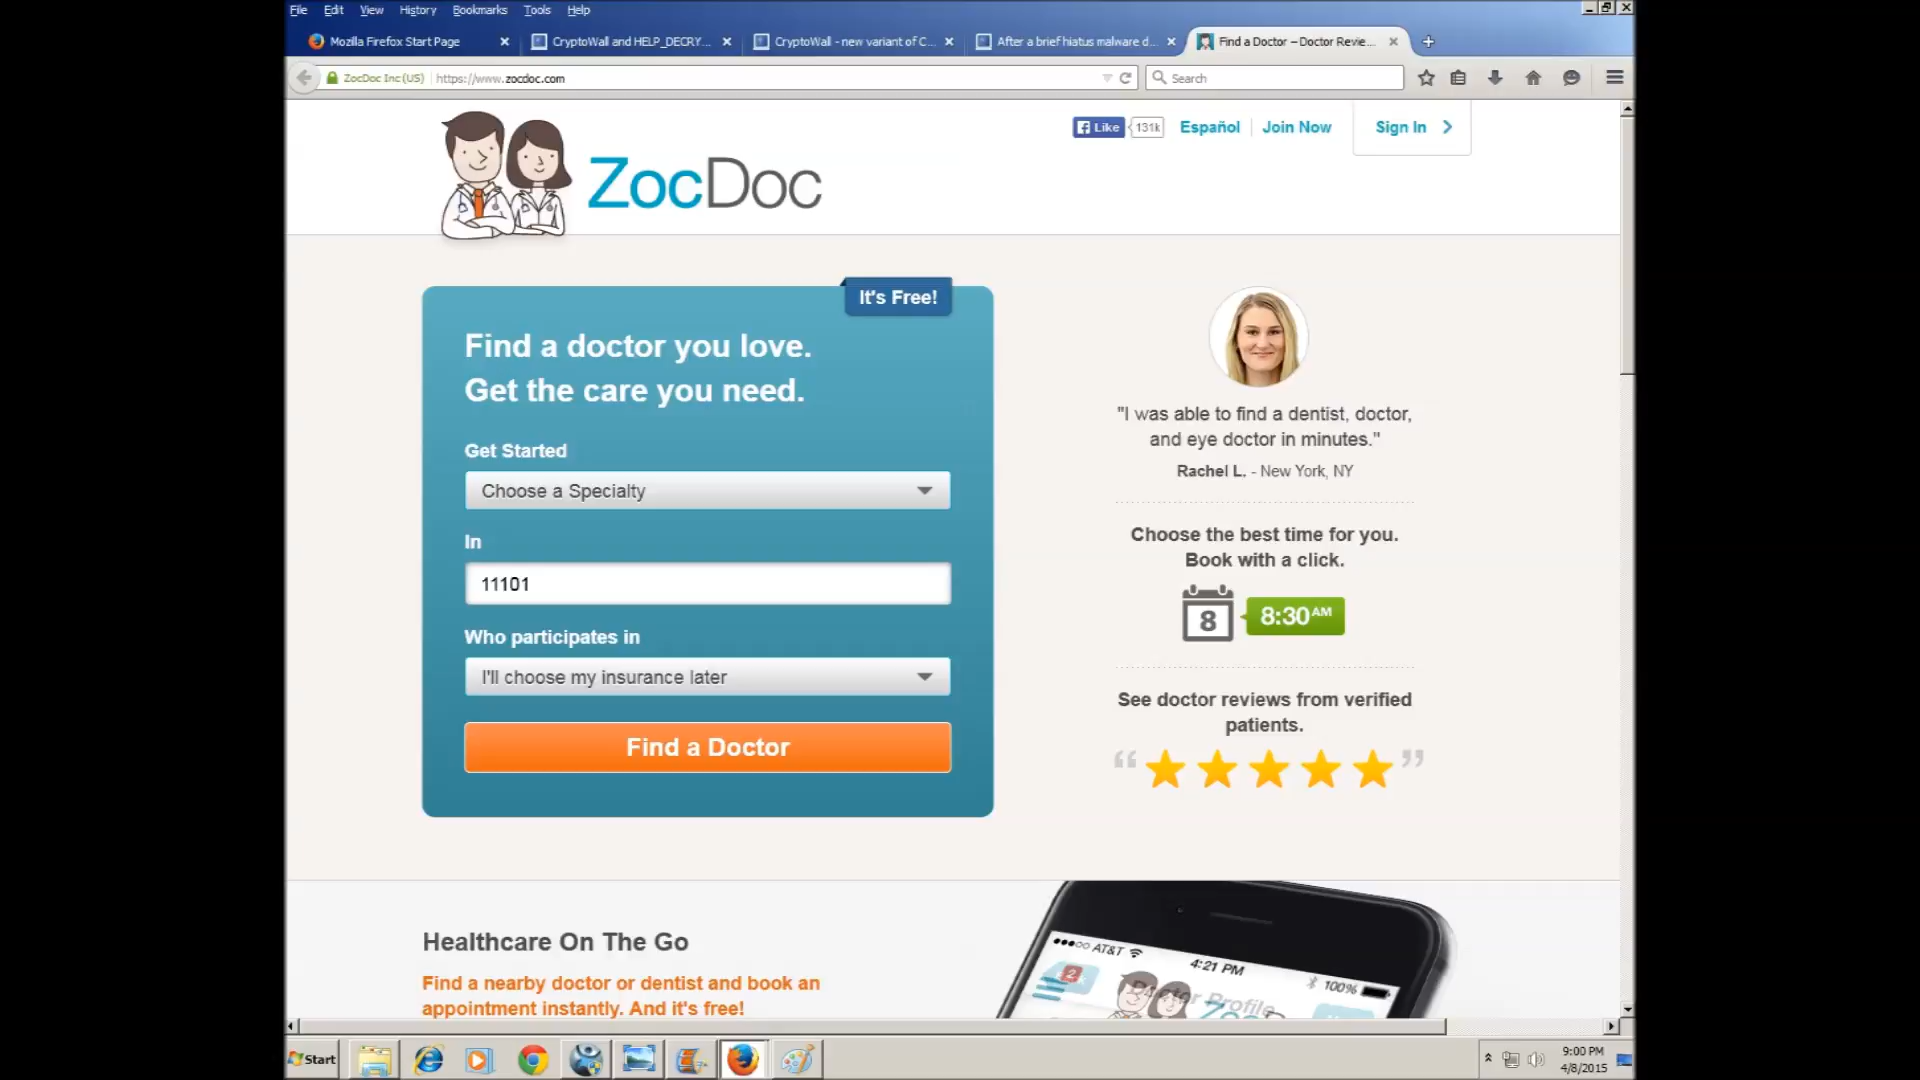 File Edit View History Bookmarks Tools Help
Mozilla Firefox Start Page
CryptoWall and HELP_DECRY...
CryptoWall - new variant of C...
After a brief hiatus malware d...
Find a Doctor – Doctor Revie...
ZocDoc Inc (US) https://www.zocdoc.com
Search
Like 131k Español Join Now Sign In
ZocDoc
It's Free!
Find a doctor you love.
Get the care you need.
Get Started
Choose a Specialty
In
11101
Who participates in
I'll choose my insurance later
Find a Doctor
"I was able to find a dentist, doctor,
and eye doctor in minutes."
Rachel L. - New York, NY
Choose the best time for you.
Book with a click.
8 8:30AM
See doctor reviews from verified
patients.
Healthcare On The Go
Find a nearby doctor or dentist and book an
appointment instantly. And it's free!
AT&T 4:21 PM 100%
2
Doctor Profile
Start
9:00 PM
4/8/2015